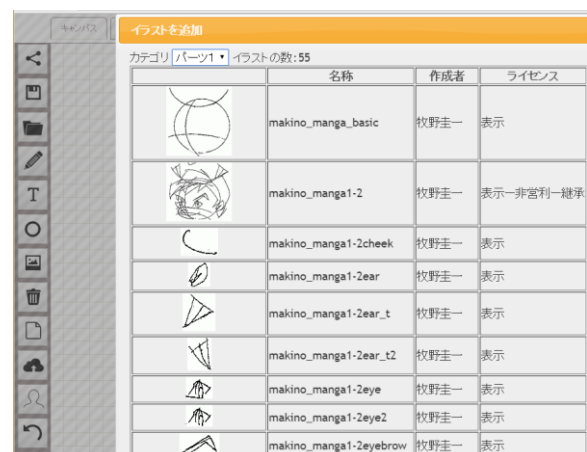 キャンバス
イラストを追加
カテゴリ パーツ1 イラストの数:55
名称 作成者 ライセンス
makino_manga_basic 牧野圭一 表示
makino_manga1-2 牧野圭一 表示ー非営利ー継承
makino_manga1-2cheek 牧野圭一 表示
makino_manga1-2ear 牧野圭一 表示
makino_manga1-2ear_t 牧野圭一 表示
makino_manga1-2ear_t2 牧野圭一 表示
makino_manga1-2eye 牧野圭一 表示
makino_manga1-2eye2 牧野圭一 表示
makino_manga1-2eyebrow 牧野圭一 表示
T